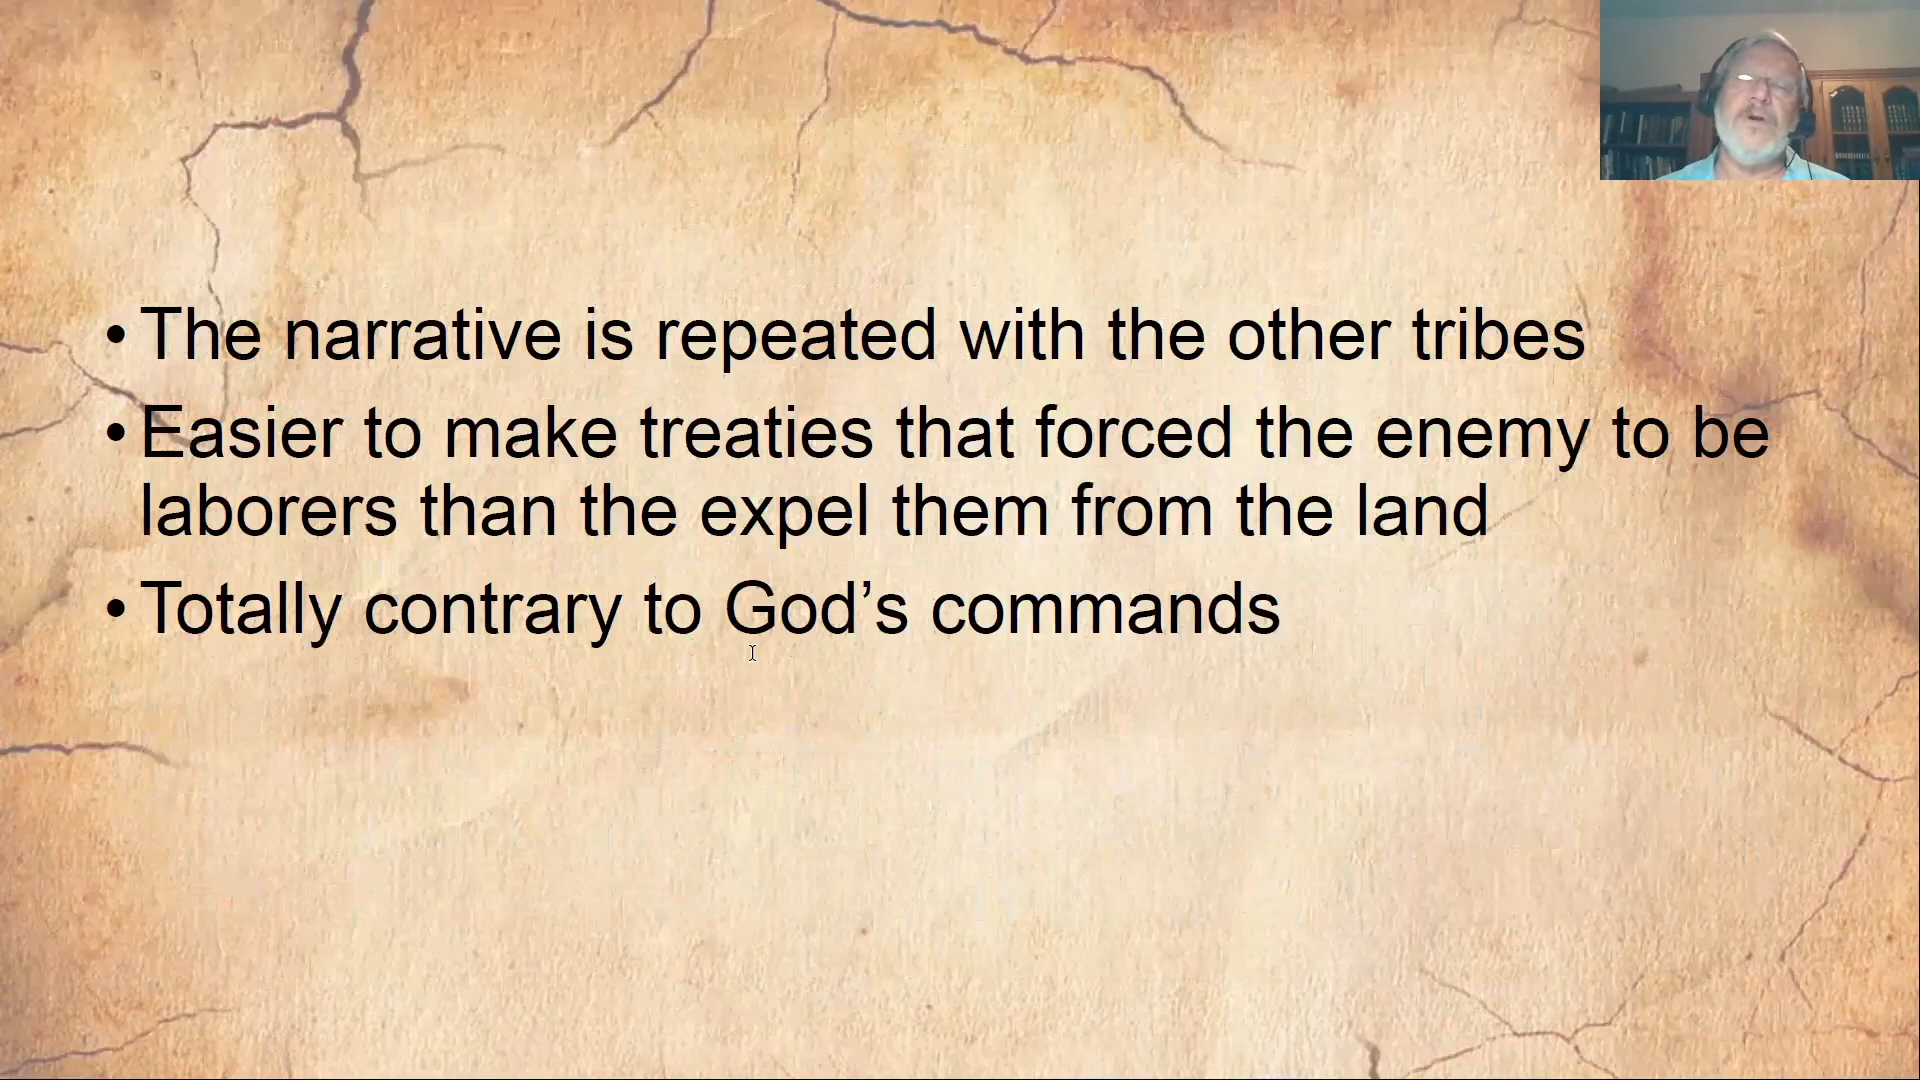 • The narrative is repeated with the other tribes
• Easier to make treaties that forced the enemy to be
laborers than the expel them from the land
• Totally contrary to God’s commands